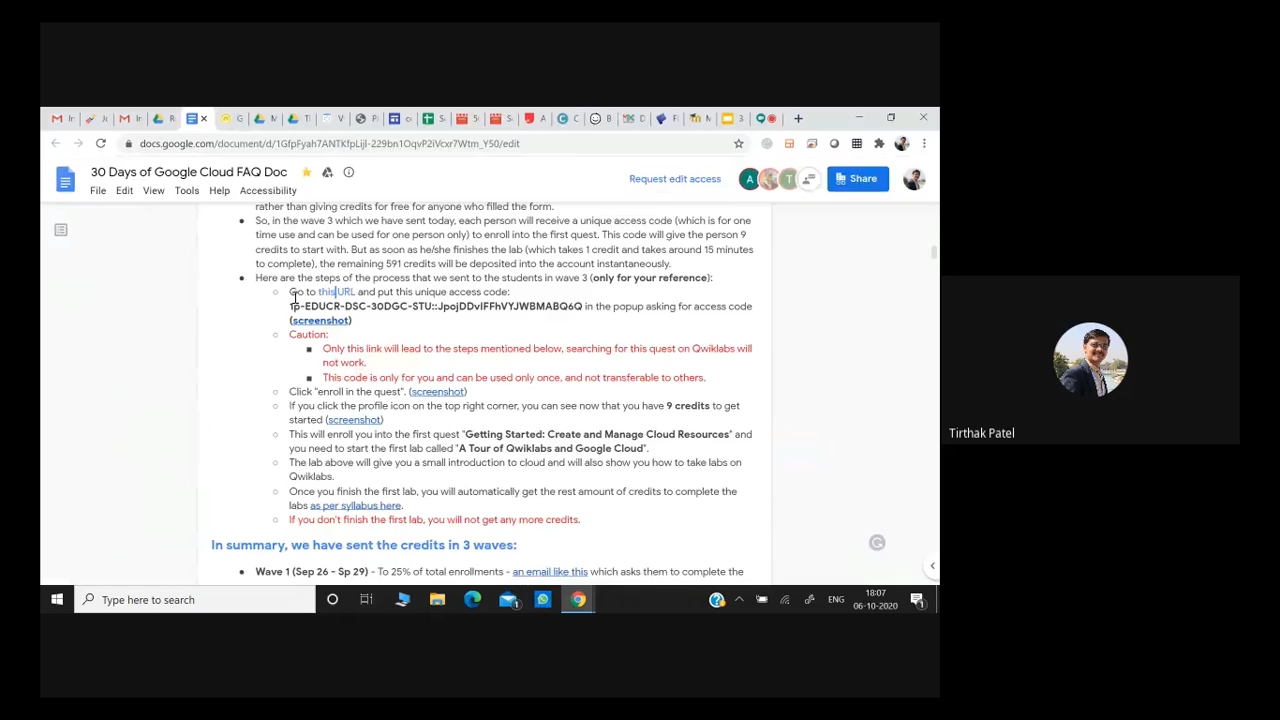 docs.google.com/document/d/1GfpFyah7ANTKfpLijl-229bn1OqvP2iVcxr7Wtm_Y50/edit
30 Days of Google Cloud FAQ Doc
File Edit View Tools Help Accessibility
Request edit access
A
T
Share
rather than giving credits for free for anyone who filled the form.
So, in the wave 3 which we have sent today, each person will receive a unique access code (which is for one
time use and can be used for one person only) to enroll into the first quest. This code will give the person 9
credits to start with. But as soon as he/she finishes the lab (which takes 1 credit and takes around 15 minutes
to complete), the remaining 591 credits will be deposited into the account instantaneously.
Here are the steps of the process that we sent to the students in wave 3 (only for your reference):
Go to this URL and put this unique access code:
1p-EDUCR-DSC-30DGC-STU::JpojDDvIFFhVYJWBMABQ6Q in the popup asking for access code
(screenshot)
Caution:
Only this link will lead to the steps mentioned below, searching for this quest on Qwiklabs will
not work.
This code is only for you and can be used only once, and not transferable to others.
Click "enroll in the quest", (screenshot)
If you click the profile icon on the top right corner, you can see now that you have 9 credits to get
started (screenshot)
This will enroll you into the first quest "Getting Started: Create and Manage Cloud Resources" and
you need to start the first lab called "A Tour of Qwiklabs and Google Cloud".
The lab above will give you a small introduction to cloud and will also show you how to take labs on
Qwiklabs.
Once you finish the first lab, you will automatically get the rest amount of credits to complete the
labs as per syllabus here.
If you don't finish the first lab, you will not get any more credits.
In summary, we have sent the credits in 3 waves:
Wave 1 (Sep 26 - Sp 29) - To 25% of total enrollments - an email like this which asks them to complete the
Type here to search
ENG
18:07
06-10-2020
Tirthak Patel